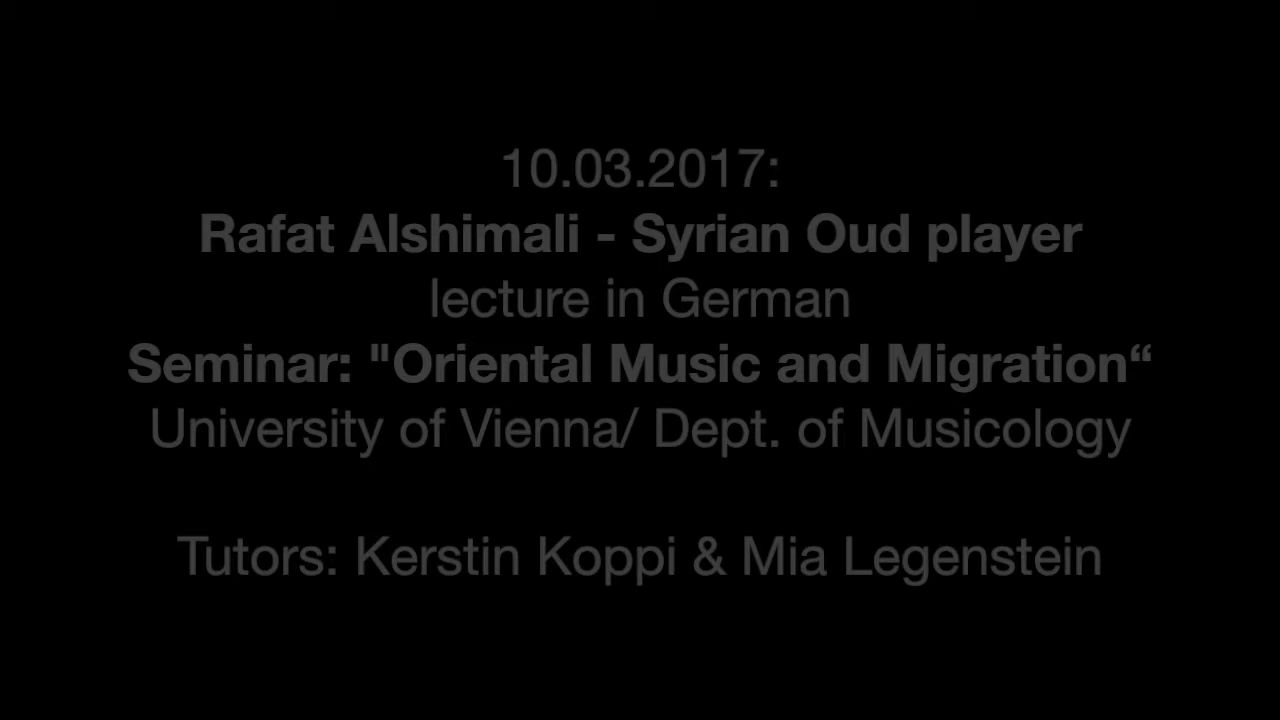 10.03.2017:
Rafat Alshimali - Syrian Oud player
lecture in German
Seminar: "Oriental Music and Migration“
University of Vienna/ Dept. of Musicology
Tutors: Kerstin Koppi & Mia Legenstein